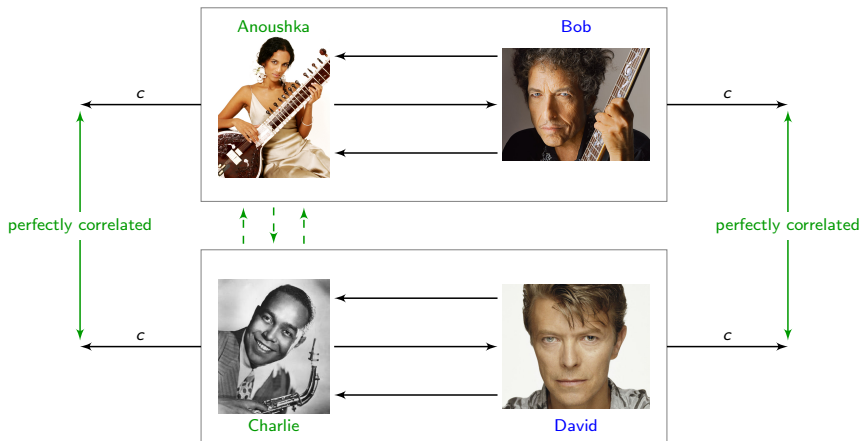 Anoushka
Bob
c
c
perfectly correlated
perfectly correlated
c
c
Charlie
David